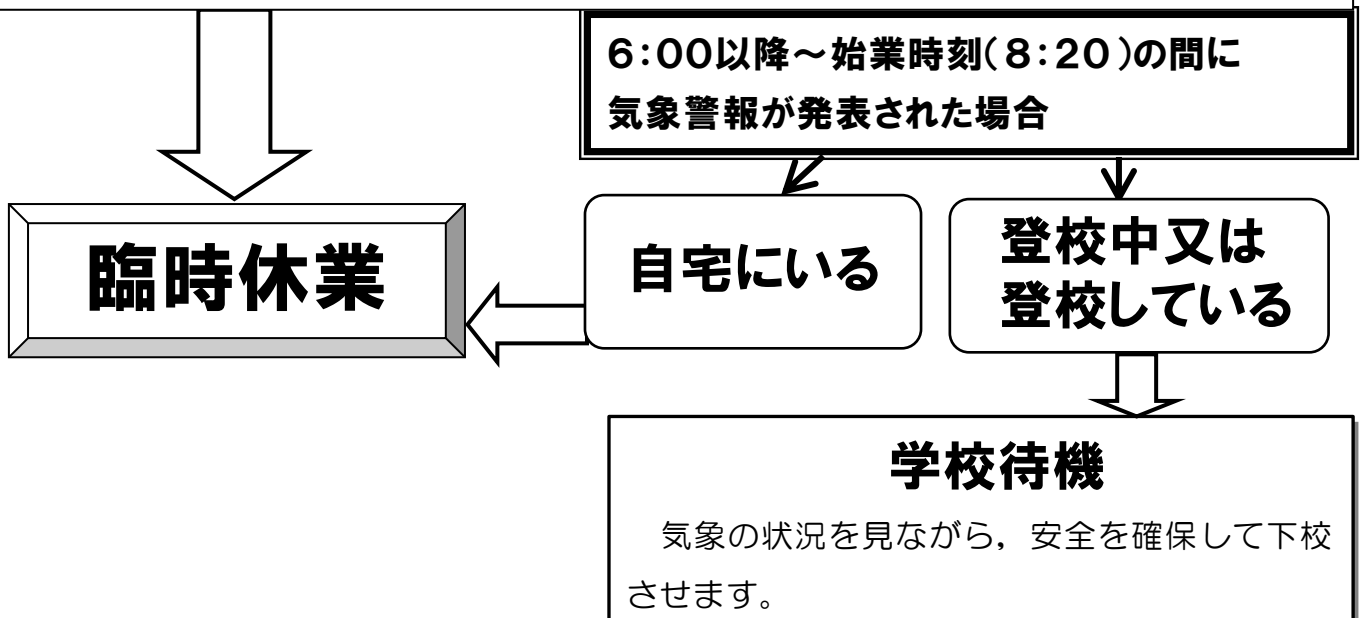 6:00以降~始業時刻(8:20)の間に
気象警報が発表された場合
臨時休業
自宅にいる
登校中又は
登校している
学校待機
気象の状況を見ながら,安全を確保して下校
させます。